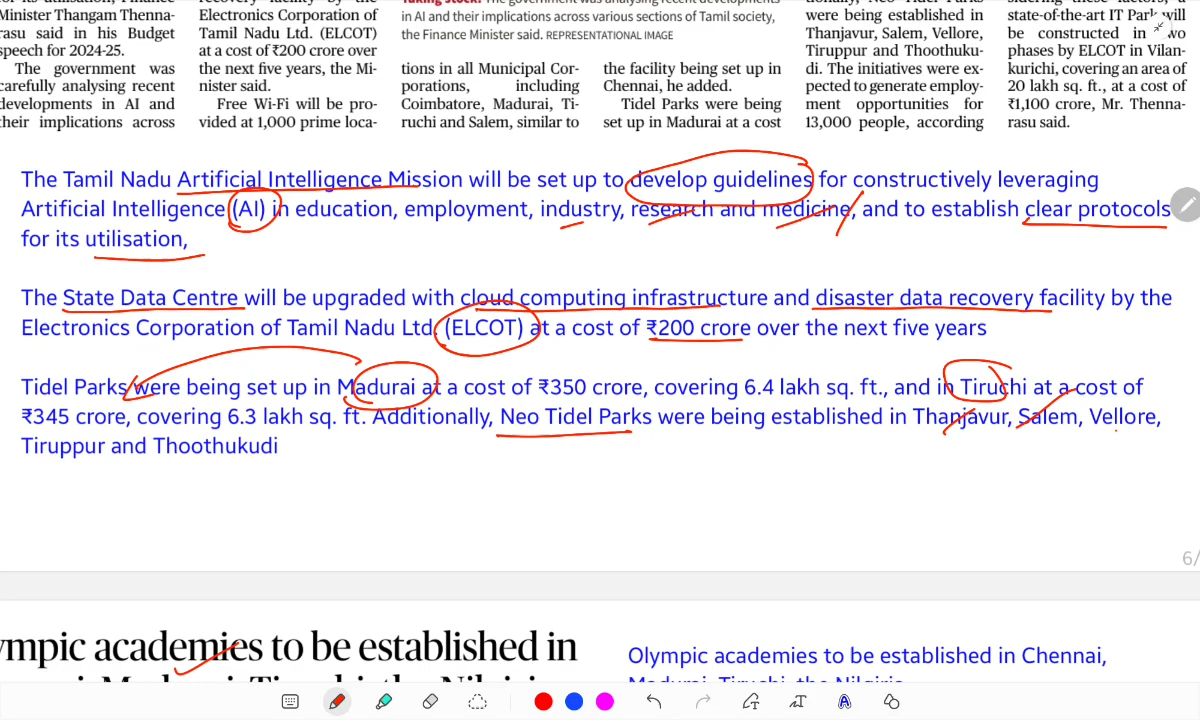 Minister Thangam Thenna-
rasu said in his Budget
speech for 2024-25.
The government was
carefully analysing recent
developments in AI and
their implications across
Electronics Corporation of
Tamil Nadu Ltd. (ELCOT)
at a cost of ₹200 crore over
the next five years, the Mi-
nister said.
Free Wi-Fi will be pro-
vided at 1,000 prime loca-
in AI and their implications across various sections of Tamil society,
the Finance Minister said. REPRESENTATIONAL IMAGE
tions in all Municipal Cor-
porations, including
Coimbatore, Madurai, Ti-
ruchi and Salem, similar to
the facility being set up in
Chennai, he added.
Tidel Parks were being
set up in Madurai at a cost
were being established in
Thanjavur, Salem, Vellore,
Tiruppur and Thoothuku-
di. The initiatives were ex-
pected to generate employ-
ment opportunities for
13,000 people, according
state-of-the-art IT Park will
be constructed in two
phases by ELCOT in Vilan-
kurichi, covering an area of
20 lakh sq. ft., at a cost of
₹1,100 crore, Mr. Thenna-
rasu said.
The Tamil Nadu Artificial Intelligence Mission will be set up to develop guidelines for constructively leveraging
Artificial Intelligence (AI) in education, employment, industry, research and medicine, and to establish clear protocols
for its utilisation,
The State Data Centre will be upgraded with cloud computing infrastructure and disaster data recovery facility by the
Electronics Corporation of Tamil Nadu Ltd. (ELCOT) at a cost of ₹200 crore over the next five years
Tidel Parks were being set up in Madurai at a cost of ₹350 crore, covering 6.4 lakh sq. ft., and in Tiruchi at a cost of
₹345 crore, covering 6.3 lakh sq. ft. Additionally, Neo Tidel Parks were being established in Thanjavur, Salem, Vellore,
Tiruppur and Thoothukudi
6/
ympic academies to be established in
Olympic academies to be established in Chennai,
Madurai, Tiruchi, the Nilgiris